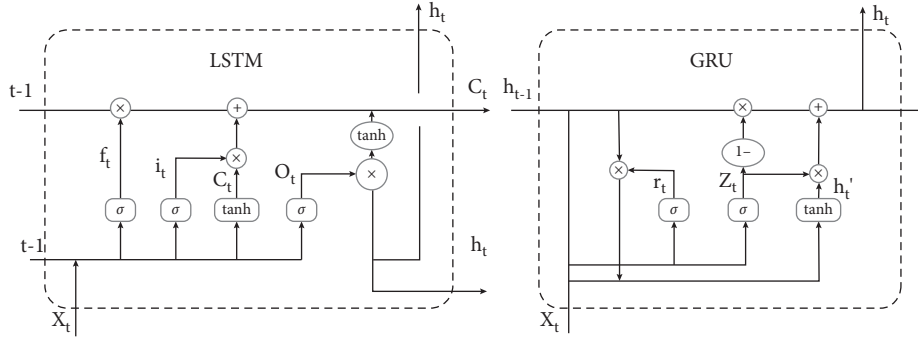 h_t
LSTM
t-1
C_t
×
+
tanh
f_t
i_t
×
C_t
O_t
×
σ
σ
tanh
σ
t-1
h_t
X_t
h_t
GRU
h_t-1
×
+
1–
×
r_t
Z_t
×
h_t'
σ
σ
tanh
X_t